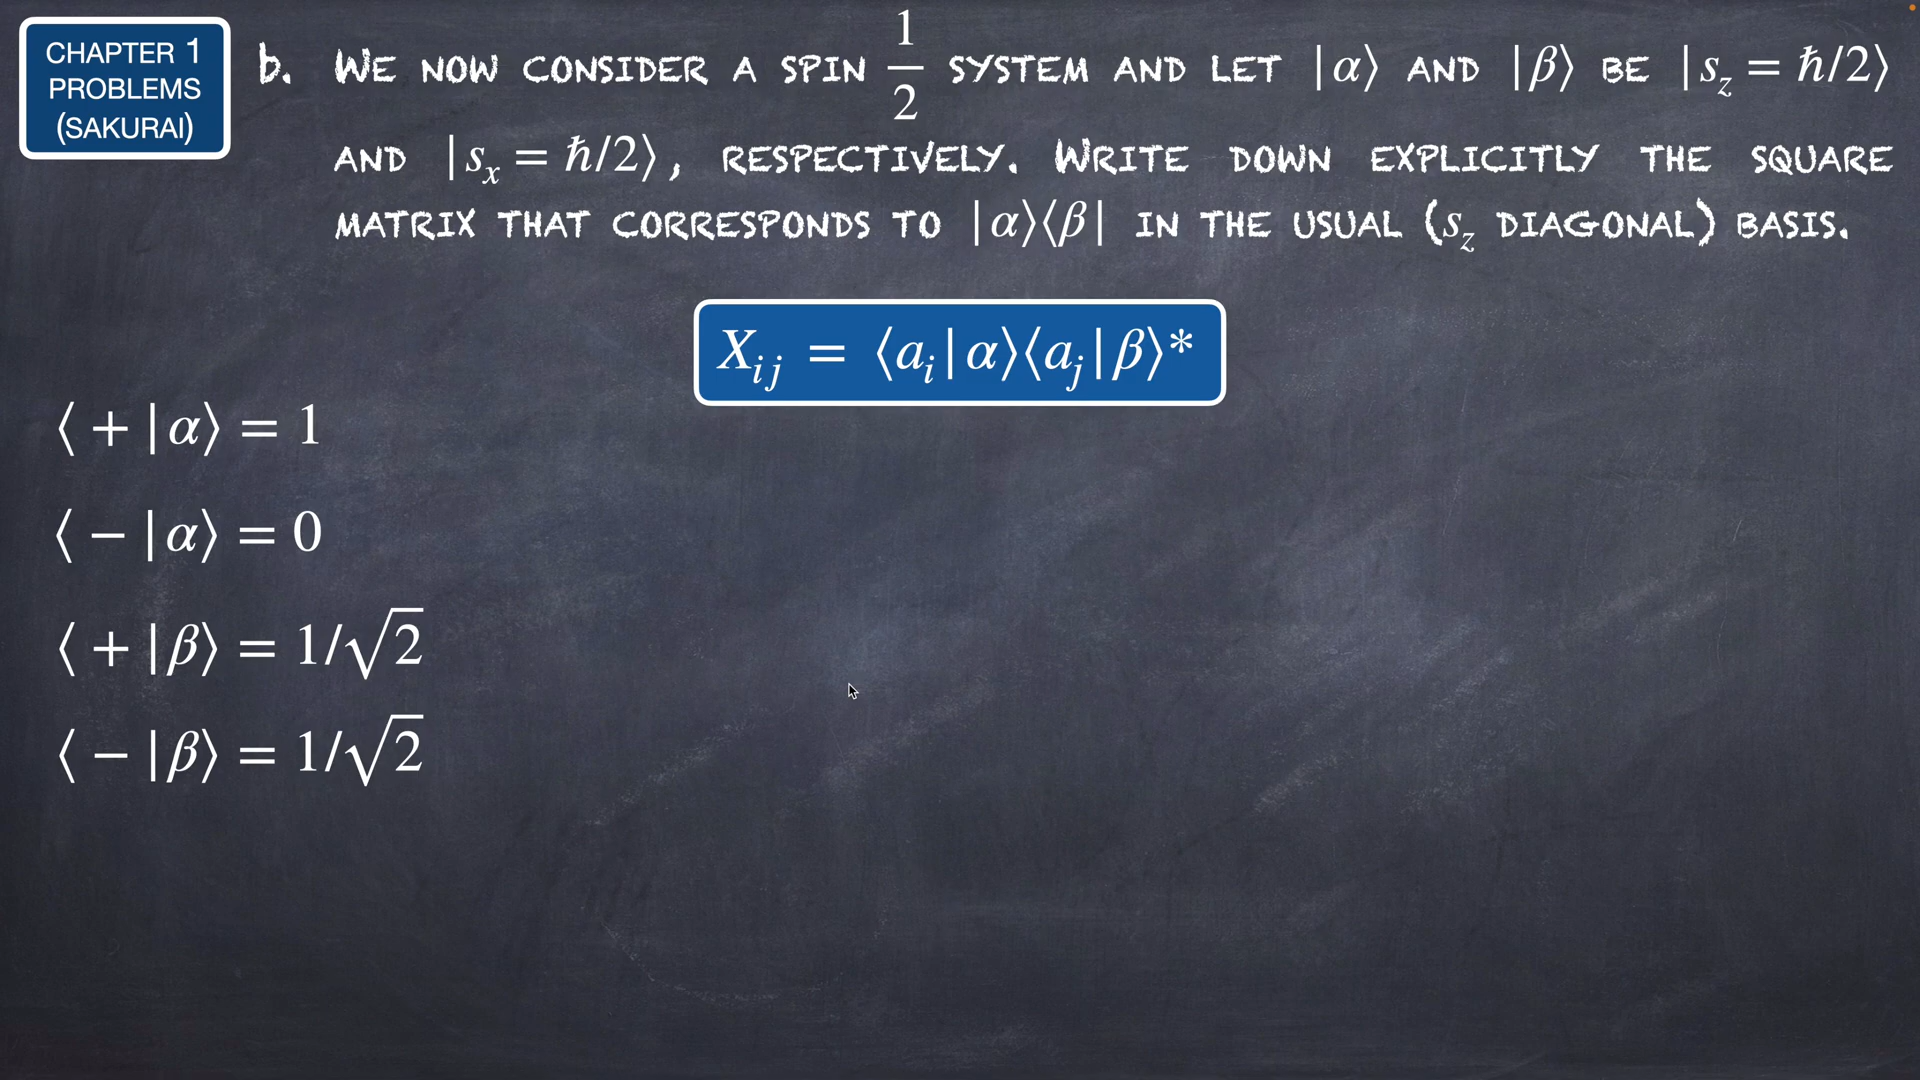 CHAPTER 1
PROBLEMS
(SAKURAI)
b. WE NOW CONSIDER A SPIN 1/2 SYSTEM AND LET |α⟩ AND |β⟩ BE |s_z = ℏ/2⟩
AND |s_x = ℏ/2⟩, RESPECTIVELY. WRITE DOWN EXPLICITLY THE SQUARE
MATRIX THAT CORRESPONDS TO |α⟩⟨β| IN THE USUAL (s_z DIAGONAL) BASIS.
X_ij = ⟨a_i|α⟩⟨a_j|β⟩*
⟨ + |α⟩ = 1
⟨ − |α⟩ = 0
⟨ + |β⟩ = 1/√2
⟨ − |β⟩ = 1/√2